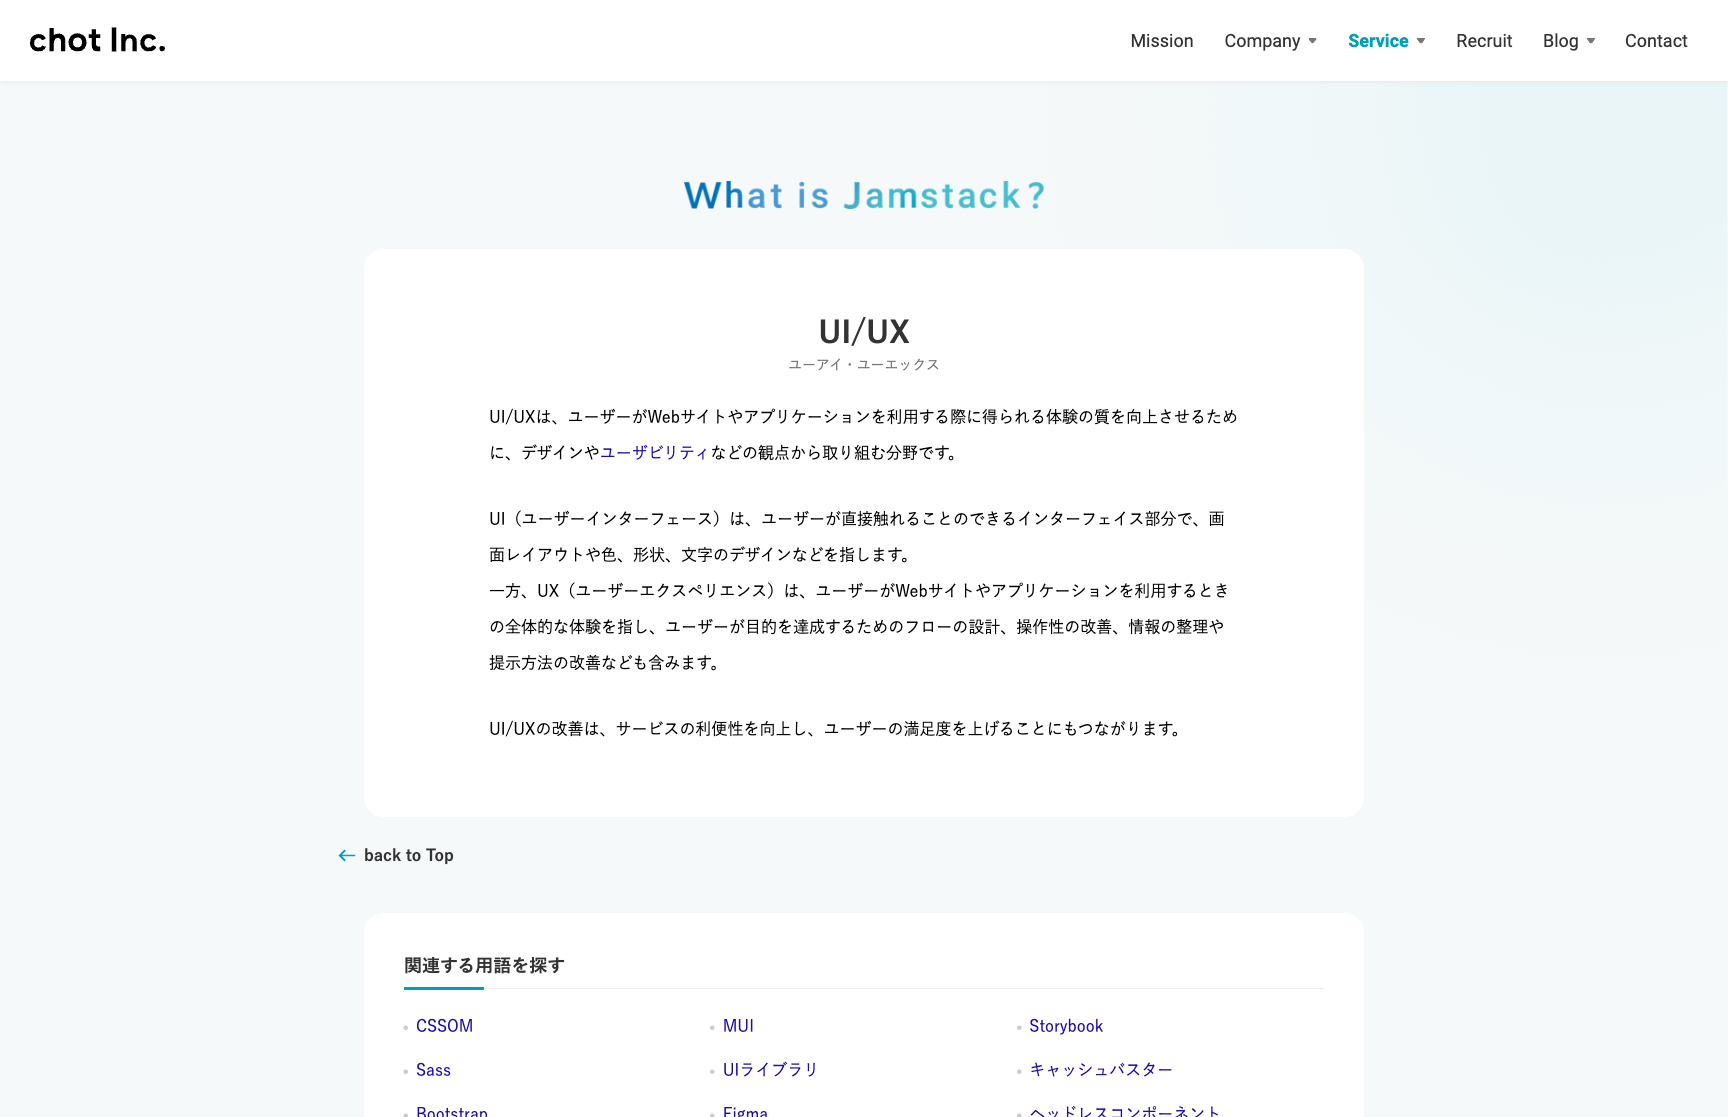 chot Inc.
Mission Company Service Recruit Blog Contact
What is Jamstack?
UI/UX
ユーアイ・ユーエックス
UI/UXは、ユーザーがWebサイトやアプリケーションを利用する際に得られる体験の質を向上させるため
に、デザインやユーザビリティなどの観点から取り組む分野です。
UI（ユーザーインターフェース）は、ユーザーが直接触れることのできるインターフェイス部分で、画
面レイアウトや色、形状、文字のデザインなどを指します。
一方、UX（ユーザーエクスペリエンス）は、ユーザーがWebサイトやアプリケーションを利用するとき
の全体的な体験を指し、ユーザーが目的を達成するためのフローの設計、操作性の改善、情報の整理や
提示方法の改善なども含みます。
UI/UXの改善は、サービスの利便性を向上し、ユーザーの満足度を上げることにもつながります。
back to Top
関連する用語を探す
CSSOM MUI Storybook
Sass UIライブラリ キャッシュバスター
Bootstrap Figma ヘッドレスコンポーネント